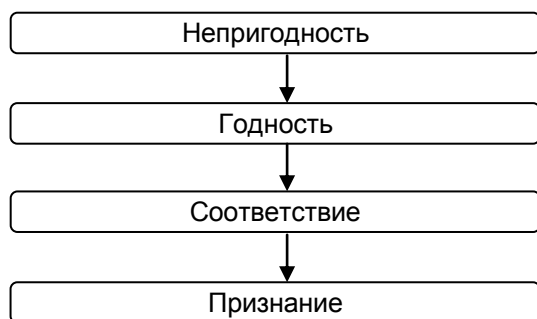 Непригодность
Годность
Соответствие
Признание